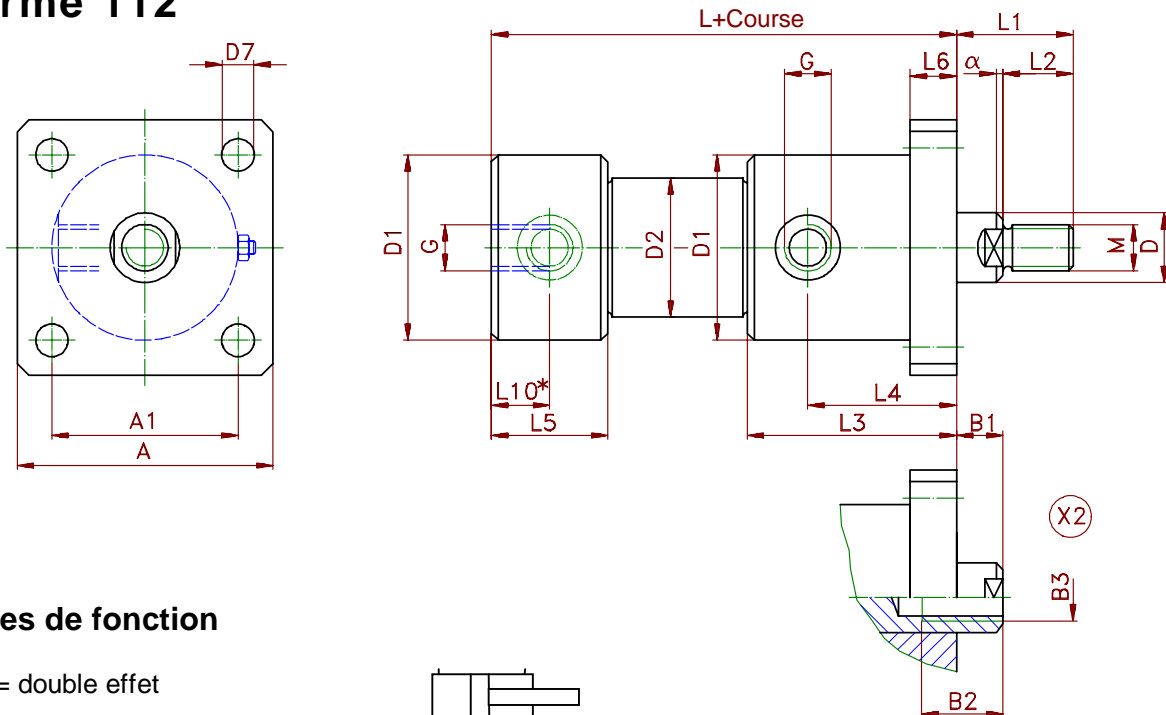 rme 112
L+Course
L1
D7
G
L6
α
L2
D1
G
D2
D1
M
D
L10*
L4
A1
L5
L3
B1
A
X2
B3
es de fonction
= double effet
B2